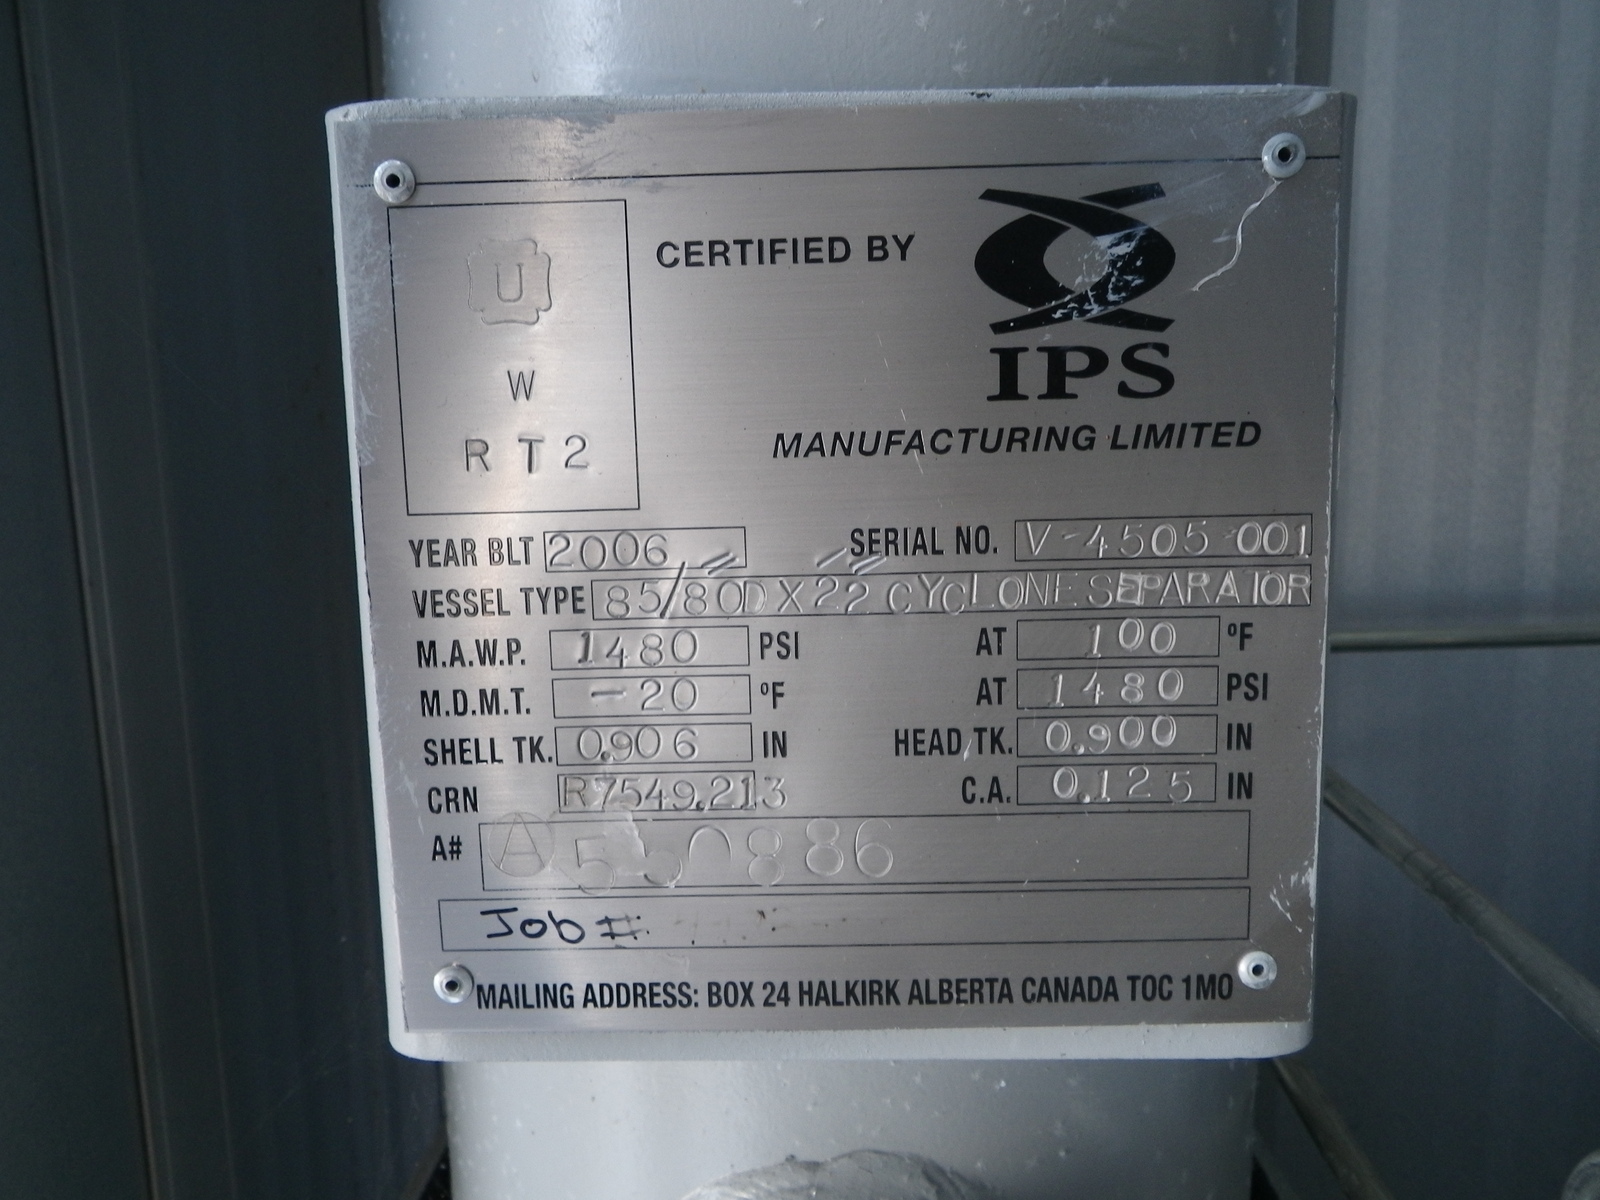 U
W
RT2
CERTIFIED BY
IPS
MANUFACTURING LIMITED
YEAR BLT 2006 SERIAL NO. V-4505-001
VESSEL TYPE 85/80D X 22 CYCLONE SEPARATOR
M.A.W.P. 1480 PSI AT 100 °F
M.D.M.T. -20 °F AT 1480 PSI
SHELL TK. 0.906 IN HEAD TK. 0.900 IN
CRN R7549.213 C.A. 0.125 IN
A# A
Job #
MAILING ADDRESS: BOX 24 HALKIRK ALBERTA CANADA TOC 1MO